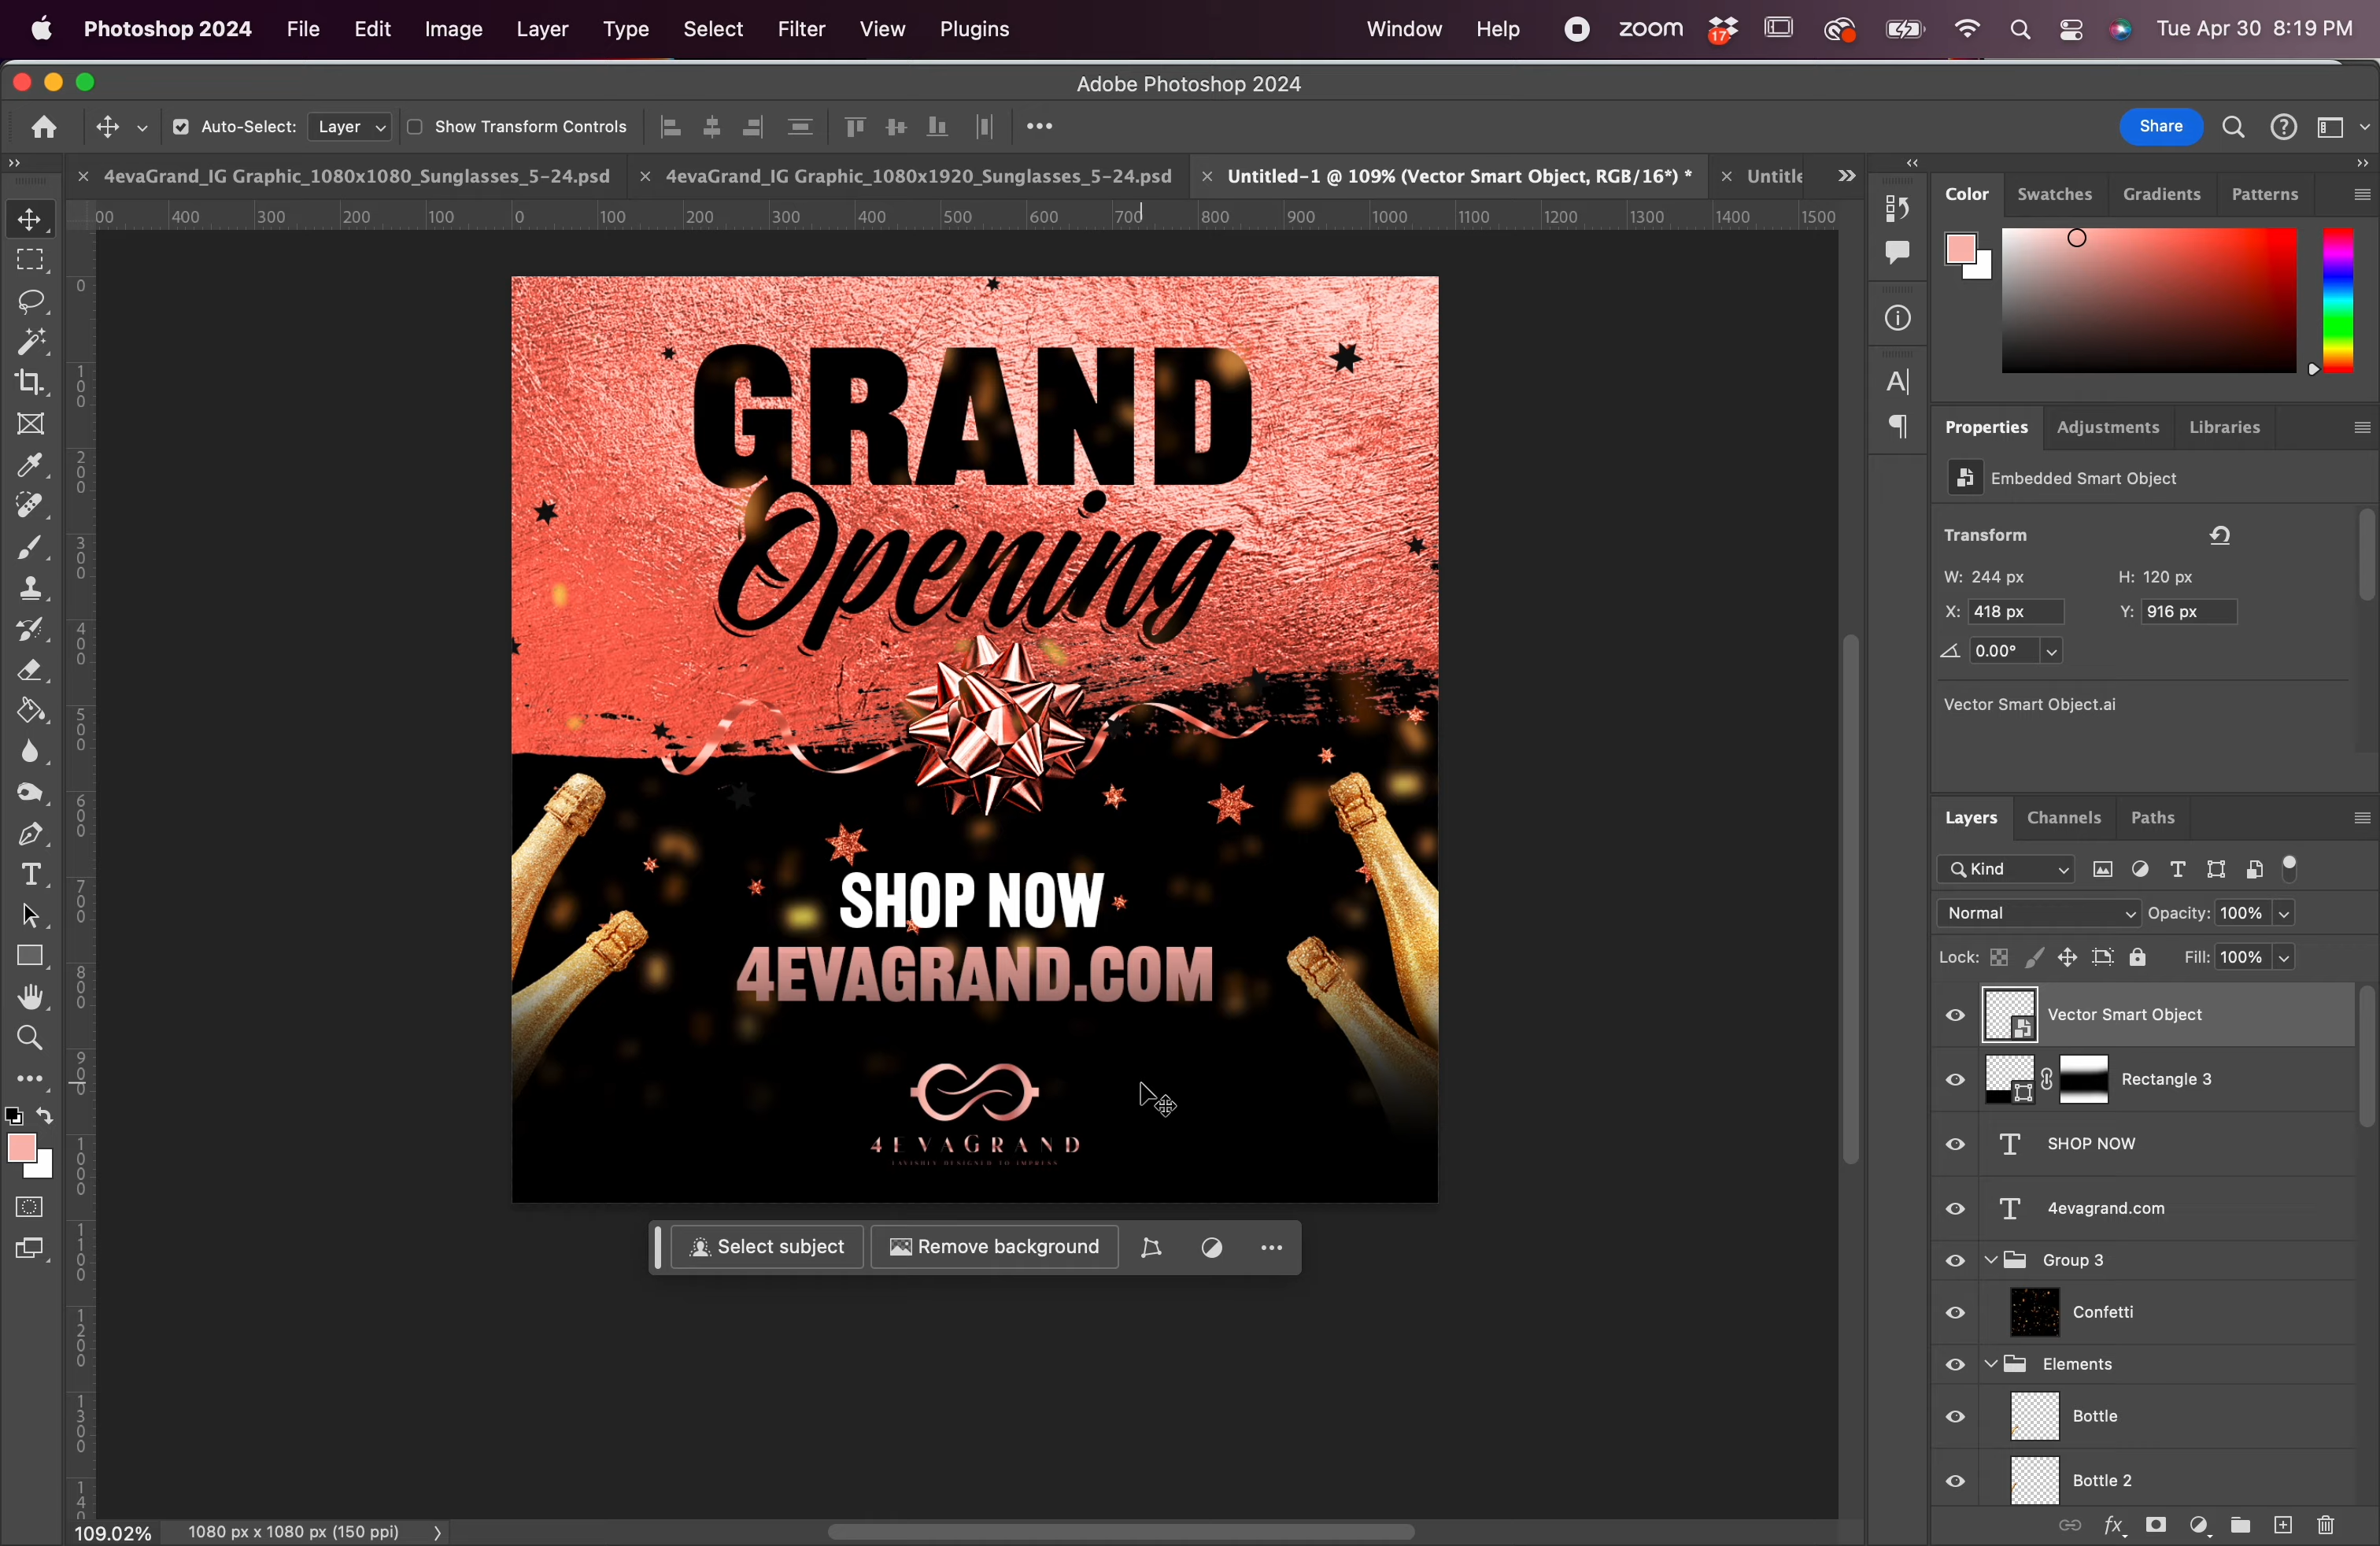 Photoshop 2024 File Edit Image Layer Type Select Filter View Plugins Window Help zoom 17 Tue Apr 30 8:19 PM
Adobe Photoshop 2024
Auto-Select: Layer Show Transform Controls Share
4evaGrand_IG Graphic_1080x1080_Sunglasses_5-24.psd 4evaGrand_IG Graphic_1080x1920_Sunglasses_5-24.psd Untitled-1 @ 109% (Vector Smart Object, RGB/16*) * Untitle
00 400 300 200 100 0 100 200 300 400 500 600 700 800 900 1000 1100 1200 1300 1400 1500
0
100
200
300
400
500
600
700
800
900
1000
1100
1200
1300
140
GRAND
Opening
SHOP NOW
4EVAGRAND.COM
4EVAGRAND
LAVISHLY DESIGNED TO IMPRESS
Select subject Remove background
109.02% 1080 px x 1080 px (150 ppi)
Color Swatches Gradients Patterns
Properties Adjustments Libraries
Embedded Smart Object
Transform
W: 244 px H: 120 px
X: 418 px Y: 916 px
0.00°
Vector Smart Object.ai
Layers Channels Paths
Kind
Normal Opacity: 100%
Lock: Fill: 100%
Vector Smart Object
Rectangle 3
SHOP NOW
4evagrand.com
Group 3
Confetti
Elements
Bottle
Bottle 2